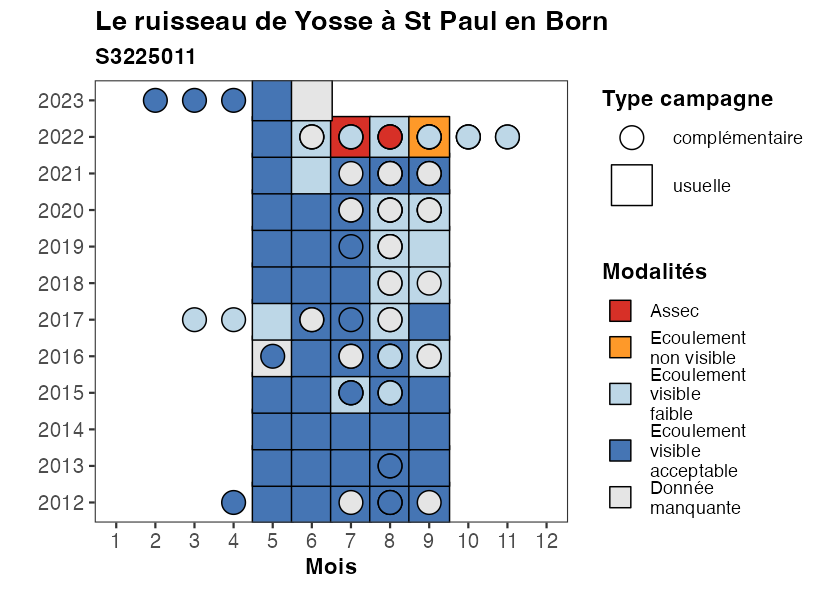 Le ruisseau de Yosse à St Paul en Born
S3225011
2023
2022
2021
2020
2019
2018
2017
2016
2015
2014
2013
2012
1 2 3 4 5 6 7 8 9 10 11 12
Mois
Type campagne
complémentaire
usuelle
Modalités
Assec
Ecoulement
non visible
Ecoulement
visible
faible
Ecoulement
visible
acceptable
Donnée
manquante